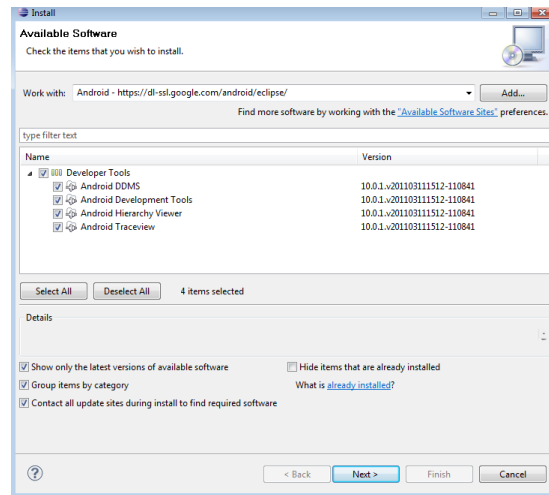 Install
Available Software
Check the items that you wish to install.
Work with: Android - https://dl-ssl.google.com/android/eclipse/ Add...
Find more software by working with the "Available Software Sites" preferences.
type filter text
Name Version
Developer Tools
Android DDMS 10.0.1.v201103111512-110841
Android Development Tools 10.0.1.v201103111512-110841
Android Hierarchy Viewer 10.0.1.v201103111512-110841
Android Traceview 10.0.1.v201103111512-110841
Select All Deselect All 4 items selected
Details
Show only the latest versions of available software Hide items that are already installed
Group items by category What is already installed?
Contact all update sites during install to find required software
? < Back Next > Finish Cancel